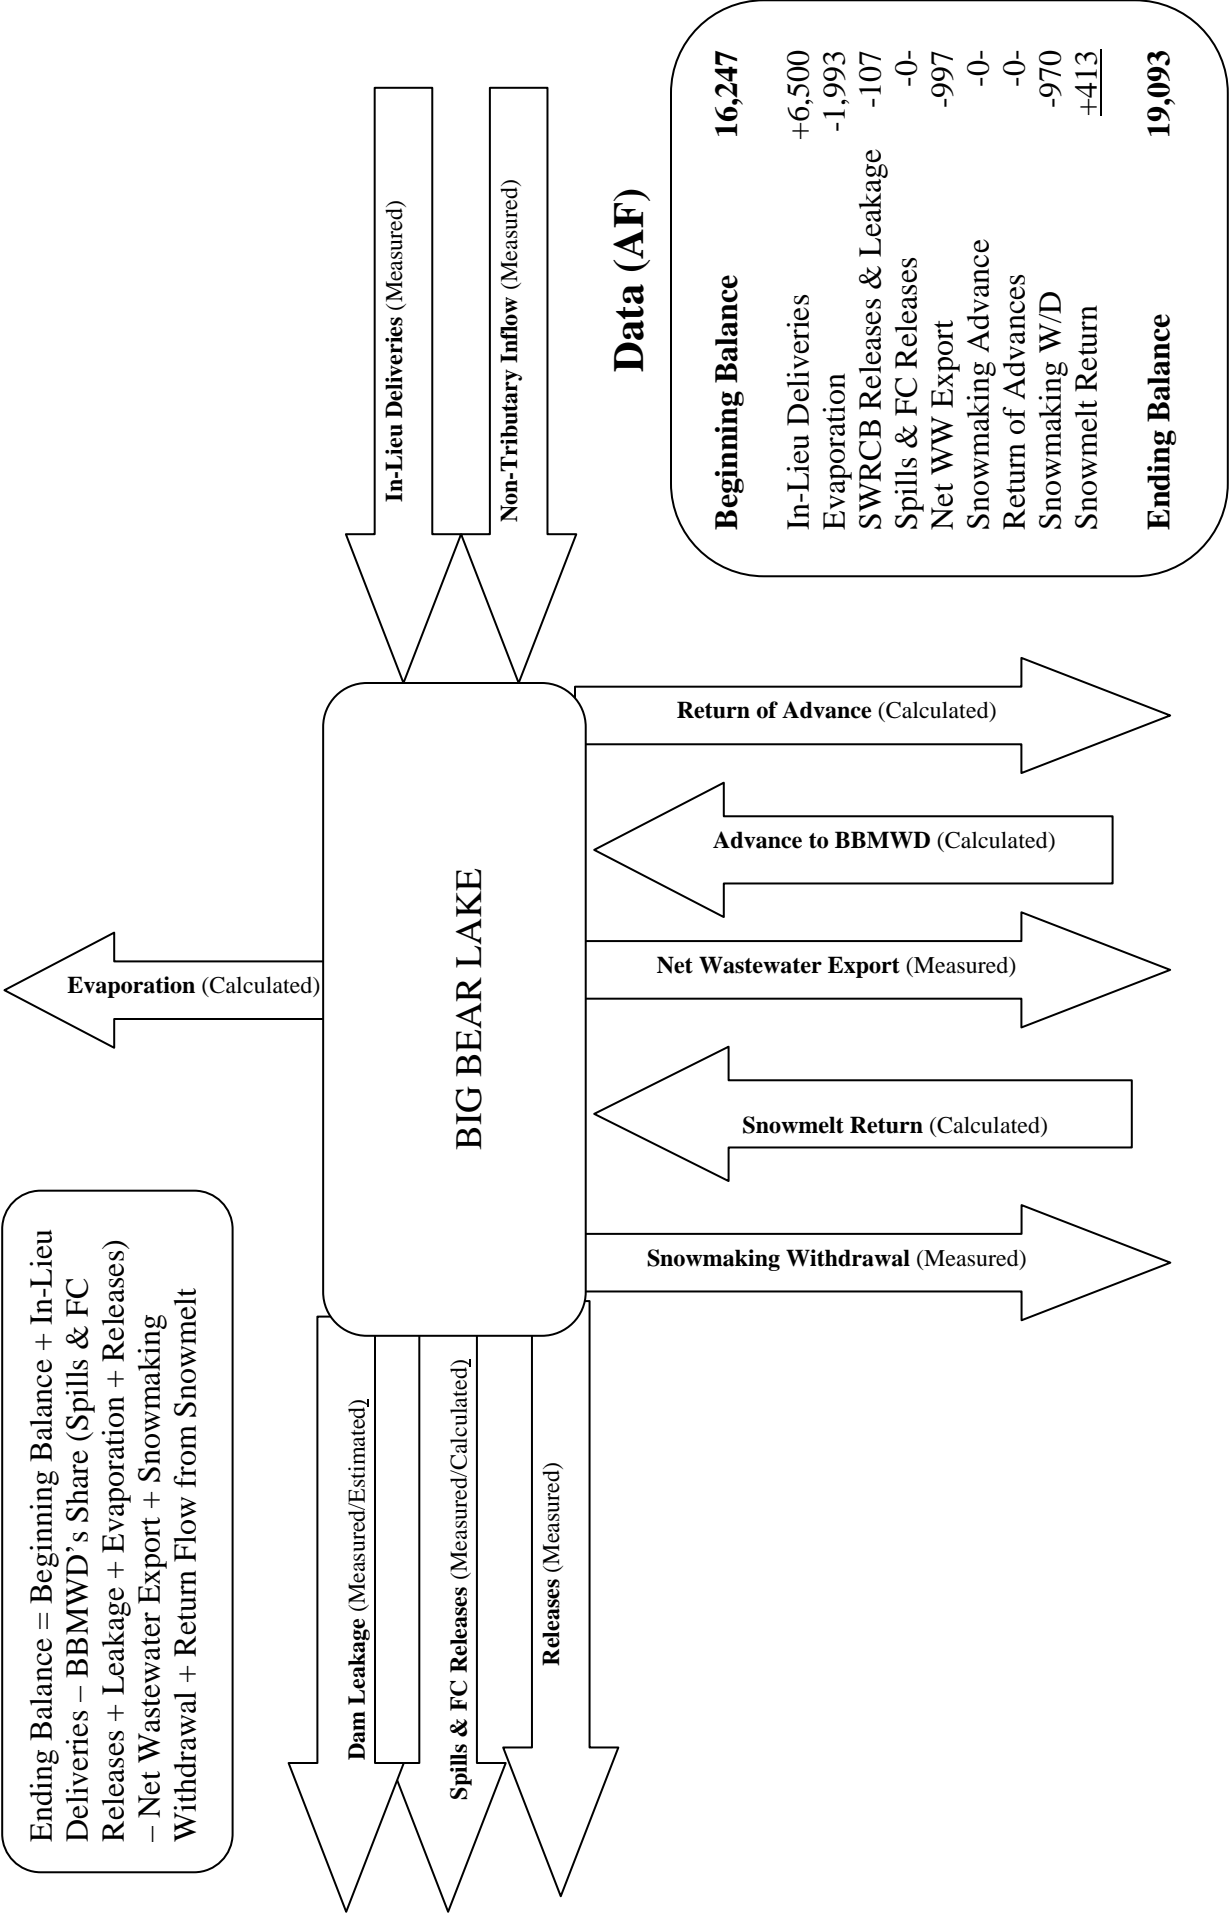 Ending Balance = Beginning Balance + In-Lieu
Deliveries – BBMWD's Share (Spills & FC
Releases + Leakage + Evaporation + Releases)
– Net Wastewater Export + Snowmaking
Withdrawal + Return Flow from Snowmelt
Evaporation (Calculated)
Dam Leakage (Measured/Estimated)
Spills & FC Releases (Measured/Calculated)
Releases (Measured)
BIG BEAR LAKE
In-Lieu Deliveries (Measured)
Non-Tributary Inflow (Measured)
Snowmaking Withdrawal (Measured)
Snowmelt Return (Calculated)
Net Wastewater Export (Measured)
Advance to BBMWD (Calculated)
Return of Advance (Calculated)
Data (AF)
Beginning Balance 16,247
In-Lieu Deliveries +6,500
Evaporation -1,993
SWRCB Releases & Leakage -107
Spills & FC Releases -0-
Net WW Export -997
Snowmaking Advance -0-
Return of Advances -0-
Snowmaking W/D -970
Snowmelt Return +413
Ending Balance 19,093